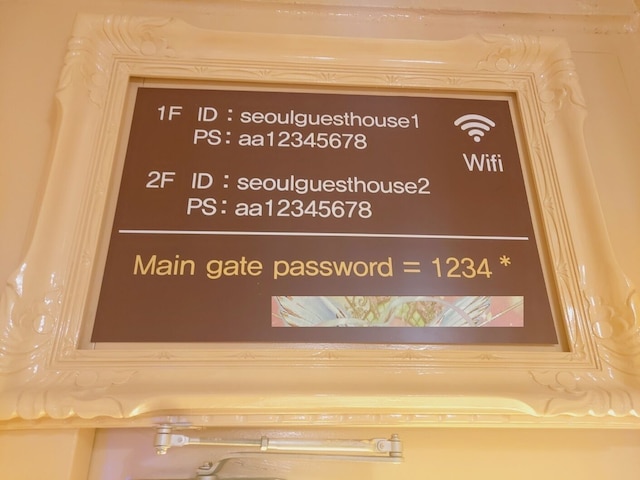 1F ID : seoulguesthouse1
PS : aa12345678
Wifi
2F ID : seoulguesthouse2
PS : aa12345678
Main gate password = 1234 *